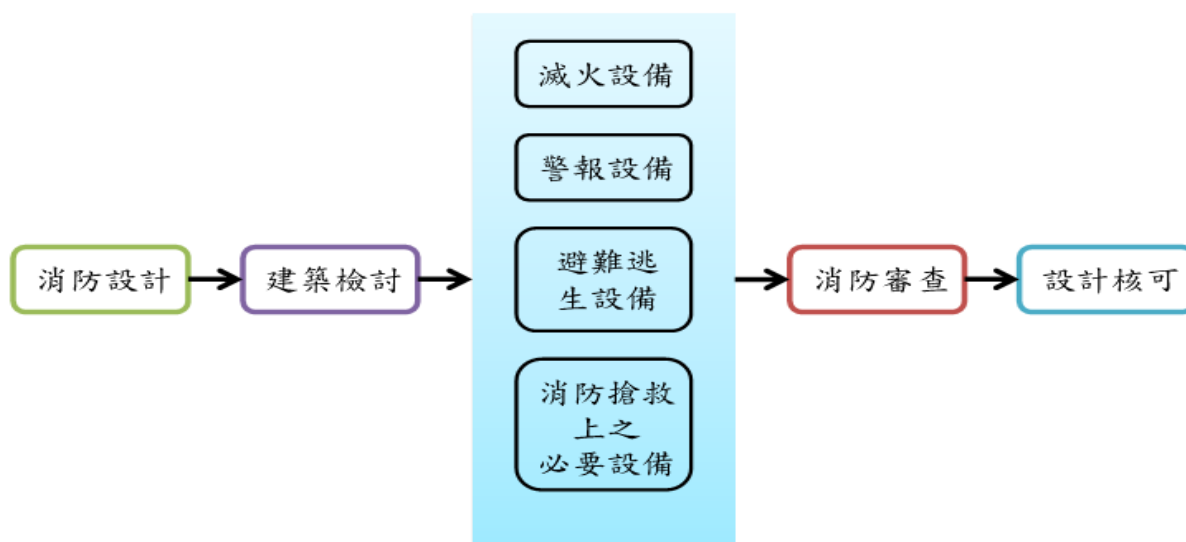 消防設計
建築檢討
滅火設備
警報設備
避難逃
生設備
消防搶救
上之
必要設備
消防審查
設計核可